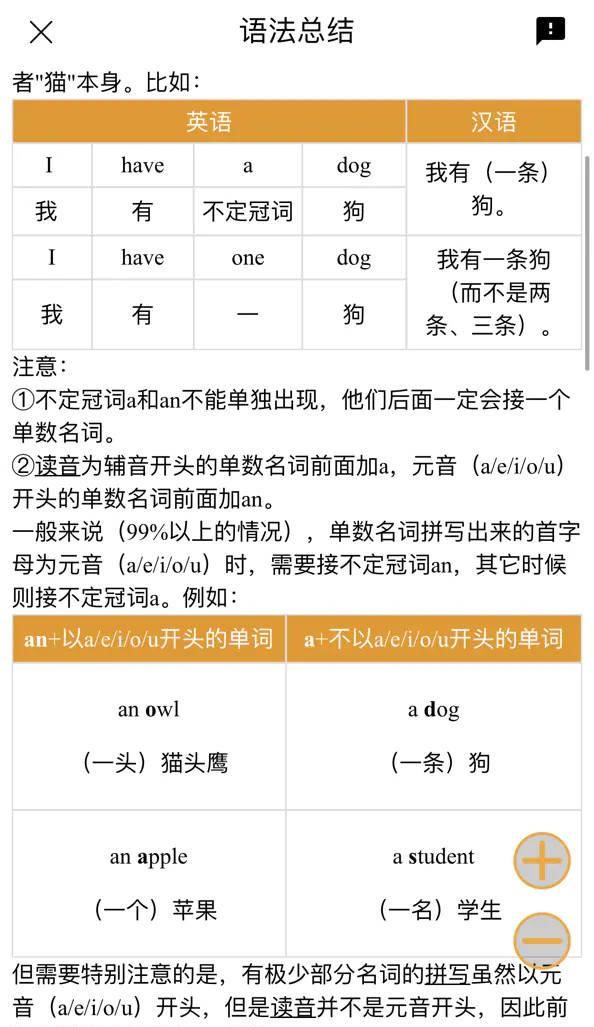 语法总结
者"猫"本身。比如：
英语 汉语
I have a dog
我有（一条）
狗。
我 有 不定冠词 狗
I have one dog
我有一条狗
（而不是两
条、三条）。
我 有 一 狗
注意：
①不定冠词a和an不能单独出现，他们后面一定会接一个
单数名词。
②读音为辅音开头的单数名词前面加a，元音（a/e/i/o/u）
开头的单数名词前面加an。
一般来说（99%以上的情况），单数名词拼写出来的首字
母为元音（a/e/i/o/u）时，需要接不定冠词an，其它时候
则接不定冠词a。例如：
an+以a/e/i/o/u开头的单词 a+不以a/e/i/o/u开头的单词
an owl a dog
（一头）猫头鹰 （一条）狗
an apple a student
（一个）苹果 （一名）学生
但需要特别注意的是，有极少部分名词的拼写虽然以元
音（a/e/i/o/u）开头，但是读音并不是元音开头，因此前